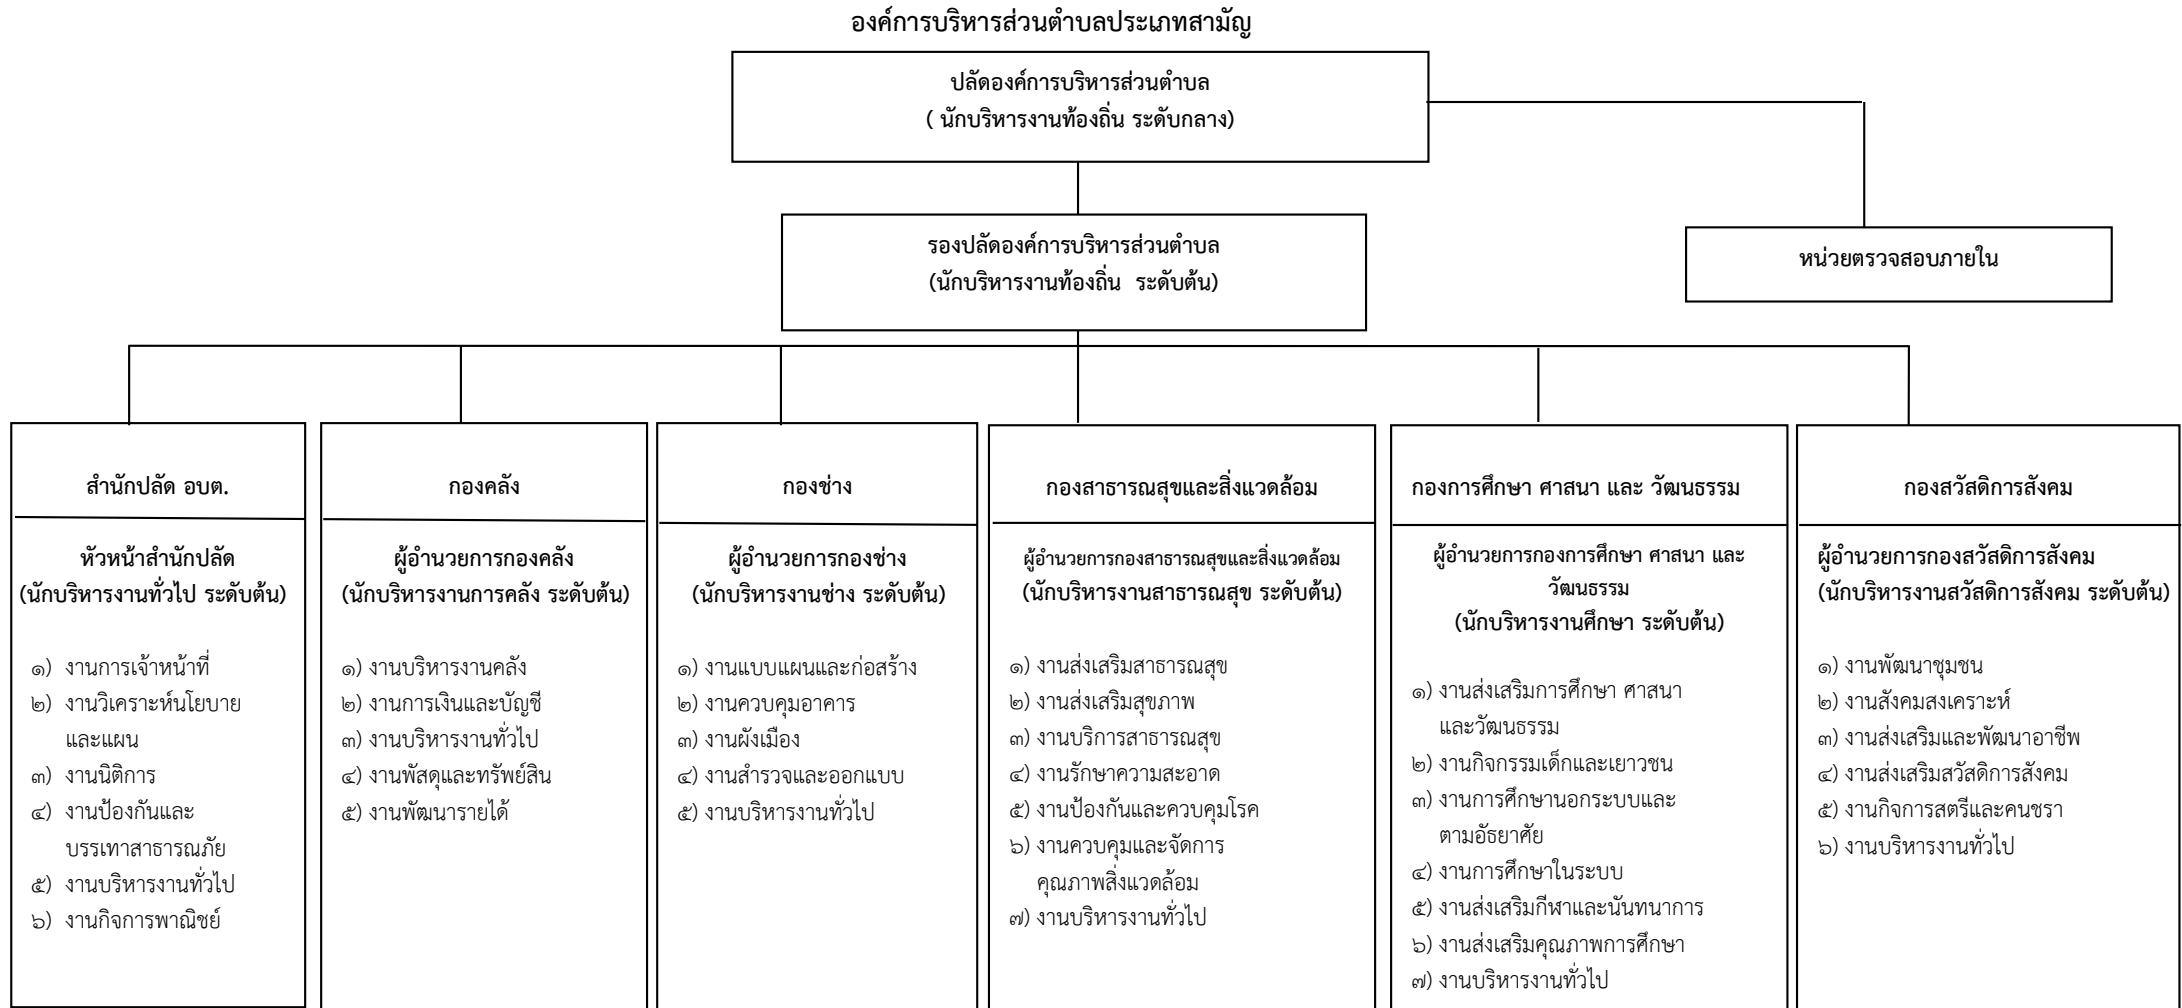 องค์การบริหารส่วนตำบลประเภทสามัญ
ปลัดองค์การบริหารส่วนตำบล
( นักบริหารงานท้องถิ่น ระดับกลาง)
รองปลัดองค์การบริหารส่วนตำบล
(นักบริหารงานท้องถิ่น ระดับต้น)
หน่วยตรวจสอบภายใน
สำนักปลัด อบต.
หัวหน้าสำนักปลัด
(นักบริหารงานทั่วไป ระดับต้น)
๑) งานการเจ้าหน้าที่
๒) งานวิเคราะห์นโยบาย
และแผน
๓) งานนิติการ
๔) งานป้องกันและ
บรรเทาสาธารณภัย
๕) งานบริหารงานทั่วไป
๖) งานกิจการพาณิชย์
กองคลัง
ผู้อำนวยการกองคลัง
(นักบริหารงานการคลัง ระดับต้น)
๑) งานบริหารงานคลัง
๒) งานการเงินและบัญชี
๓) งานบริหารงานทั่วไป
๔) งานพัสดุและทรัพย์สิน
๕) งานพัฒนารายได้
กองช่าง
ผู้อำนวยการกองช่าง
(นักบริหารงานช่าง ระดับต้น)
๑) งานแบบแผนและก่อสร้าง
๒) งานควบคุมอาคาร
๓) งานผังเมือง
๔) งานสำรวจและออกแบบ
๕) งานบริหารงานทั่วไป
กองสาธารณสุขและสิ่งแวดล้อม
ผู้อำนวยการกองสาธารณสุขและสิ่งแวดล้อม
(นักบริหารงานสาธารณสุข ระดับต้น)
๑) งานส่งเสริมสาธารณสุข
๒) งานส่งเสริมสุขภาพ
๓) งานบริการสาธารณสุข
๔) งานรักษาความสะอาด
๕) งานป้องกันและควบคุมโรค
๖) งานควบคุมและจัดการ
คุณภาพสิ่งแวดล้อม
๗) งานบริหารงานทั่วไป
กองการศึกษา ศาสนา และ วัฒนธรรม
ผู้อำนวยการกองการศึกษา ศาสนา และ
วัฒนธรรม
(นักบริหารงานศึกษา ระดับต้น)
๑) งานส่งเสริมการศึกษา ศาสนา
และวัฒนธรรม
๒) งานกิจกรรมเด็กและเยาวชน
๓) งานการศึกษานอกระบบและ
ตามอัธยาศัย
๔) งานการศึกษาในระบบ
๕) งานส่งเสริมกีฬาและนันทนาการ
๖) งานส่งเสริมคุณภาพการศึกษา
๗) งานบริหารงานทั่วไป
กองสวัสดิการสังคม
ผู้อำนวยการกองสวัสดิการสังคม
(นักบริหารงานสวัสดิการสังคม ระดับต้น)
๑) งานพัฒนาชุมชน
๒) งานสังคมสงเคราะห์
๓) งานส่งเสริมและพัฒนาอาชีพ
๔) งานส่งเสริมสวัสดิการสังคม
๕) งานกิจการสตรีและคนชรา
๖) งานบริหารงานทั่วไป